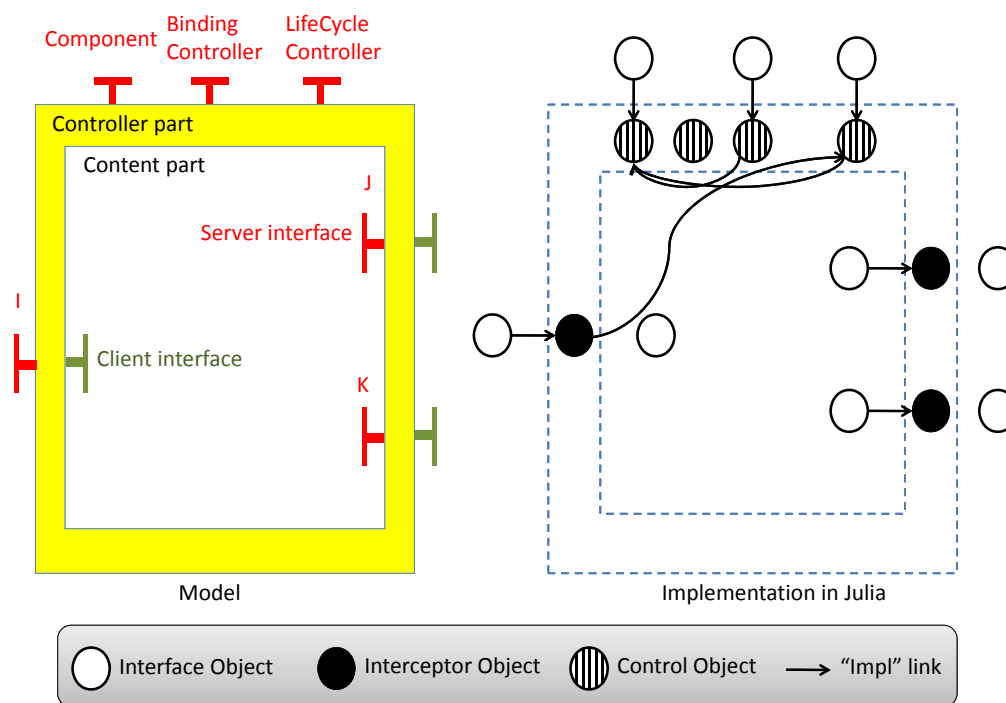 Component
Binding
Controller
LifeCycle
Controller
Controller part
Content part
J
Server interface
I
Client interface
K
Model
Implementation in Julia
Interface Object
Interceptor Object
Control Object
“Impl” link